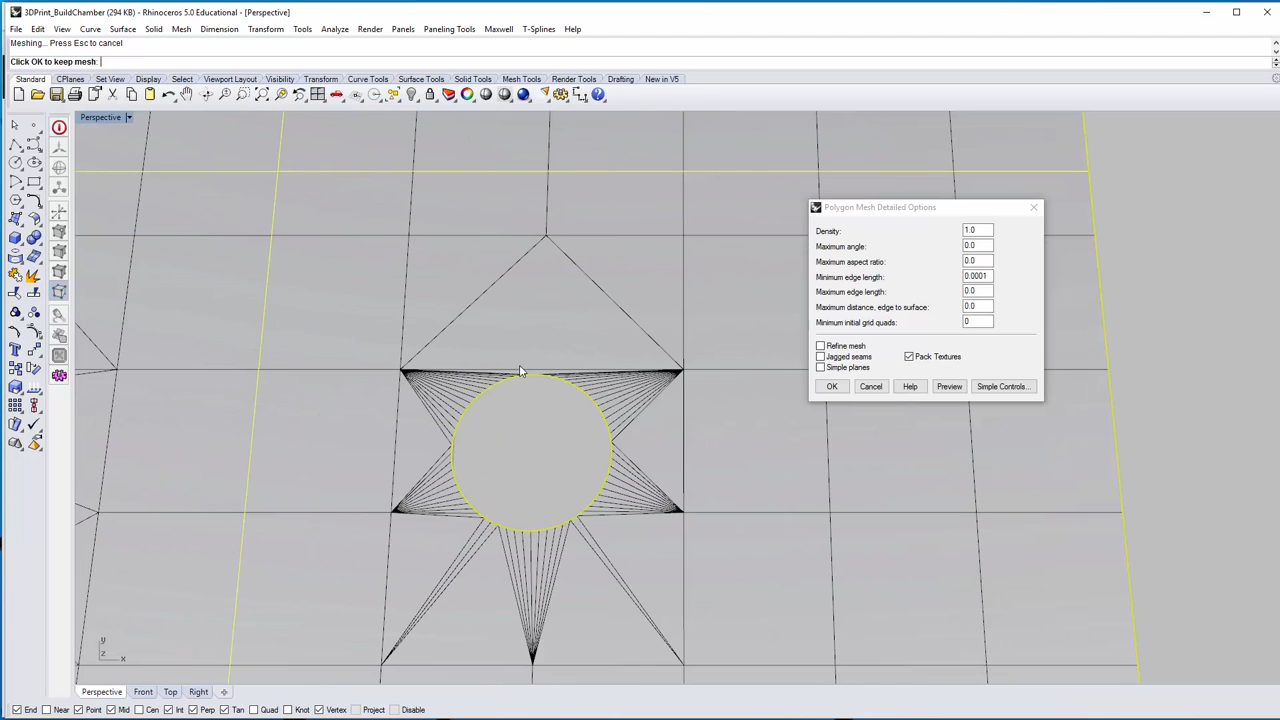 3DPrint_BuildChamber (294 KB) - Rhinoceros 5.0 Educational - [Perspective]
File Edit View Curve Surface Solid Mesh Dimension Transform Tools Analyze Render Panels Paneling Tools Maxwell T-Splines Help
Meshing... Press Esc to cancel
Click OK to keep mesh:
Standard CPlanes Set View Display Select Viewport Layout Visibility Transform Curve Tools Surface Tools Solid Tools Mesh Tools Render Tools Drafting New in V5
Perspective
Polygon Mesh Detailed Options
Density: 1.0
Maximum angle: 0.0
Maximum aspect ratio: 0.0
Minimum edge length: 0.0001
Maximum edge length: 0.0
Maximum distance, edge to surface: 0.0
Minimum initial grid quads: 0
Refine mesh
Jagged seams Pack Textures
Simple planes
OK Cancel Help Preview Simple Controls...
y
z x
Perspective Front Top Right
End Near Point Mid Cen Int Perp Tan Quad Knot Vertex Project Disable